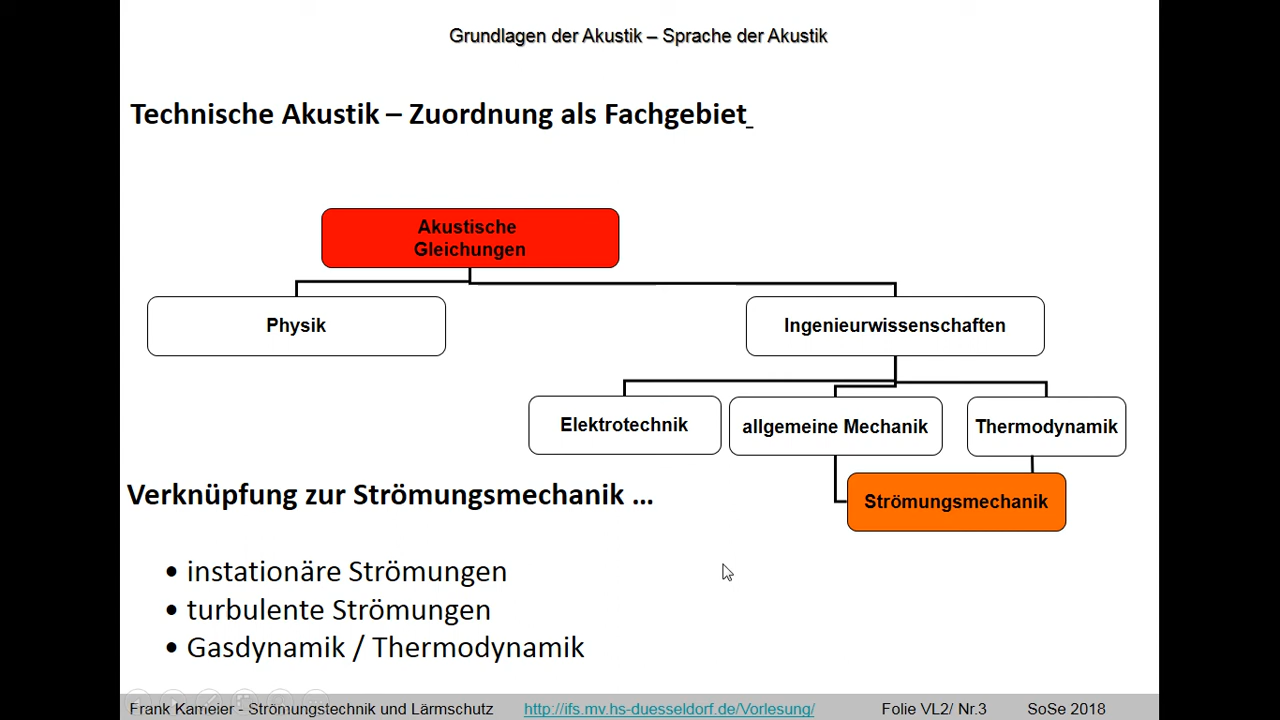 Grundlagen der Akustik – Sprache der Akustik
Technische Akustik – Zuordnung als Fachgebiet
Akustische
Gleichungen
Physik
Ingenieurwissenschaften
Elektrotechnik
allgemeine Mechanik
Thermodynamik
Strömungsmechanik
Verknüpfung zur Strömungsmechanik ...
• instationäre Strömungen
• turbulente Strömungen
• Gasdynamik / Thermodynamik
Frank Kameier - Strömungstechnik und Lärmschutz http://ifs.mv.hs-duesseldorf.de/Vorlesung/ Folie VL2/ Nr.3 SoSe 2018